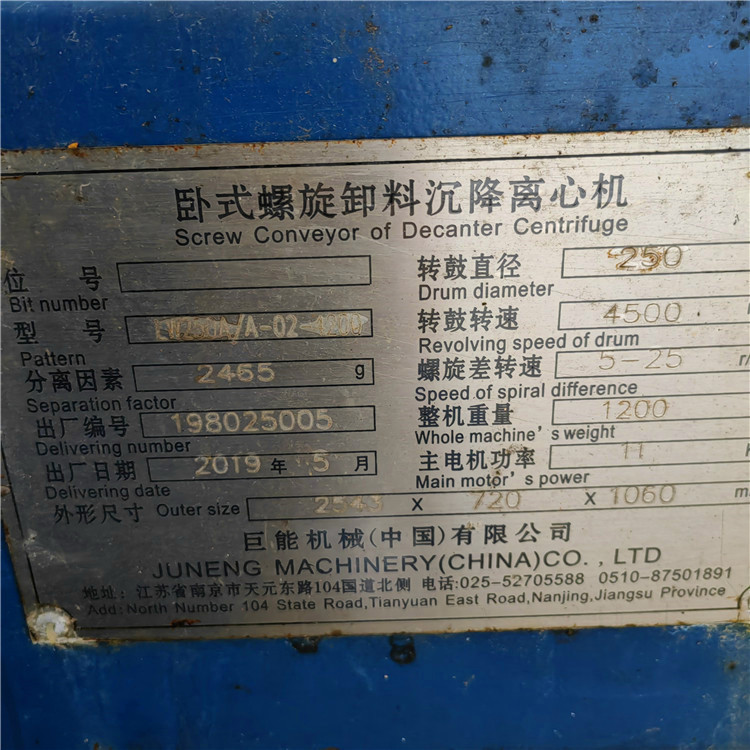 卧式螺旋卸料沉降离心机
Screw Conveyor of Decanter Centrifuge
位 号
Bit number
型 号
Pattern
分离因素 2465 g
Separation factor
出厂编号 198025005
Delivering number
出厂日期 2019 年 5 月
Delivering date
转鼓直径 250
Drum diameter
转鼓转速 4500
Revolving speed of drum
螺旋差转速 5-25 r/
Speed of spiral difference
整机重量 1200
Whole machine's weight
主电机功率 11
Main motor's power
外形尺寸 Outer size X 720 X 1060 m
巨能机械(中国)有限公司
JUNENG MACHINERY(CHINA)CO.,LTD
地址:江苏省南京市天元东路104国道北侧 电话:025-52705588 0510-87501891
Add:North Number 104 State Road,Tianyuan East Road,Nanjing,Jiangsu Province